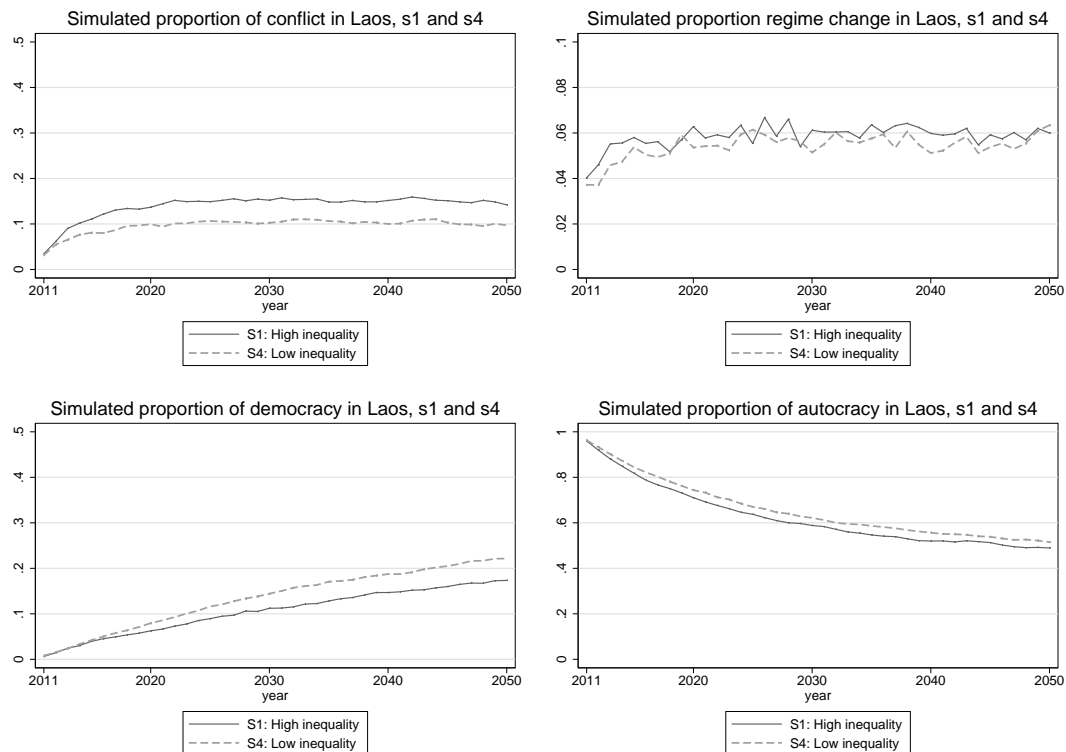 Simulated proportion of conflict in Laos, s1 and s4
.5
.4
.3
.2
.1
0
2011 2020 2030 2040 2050
year
S1: High inequality
S4: Low inequality
Simulated proportion regime change in Laos, s1 and s4
.1
.08
.06
.04
.02
0
2011 2020 2030 2040 2050
year
S1: High inequality
S4: Low inequality
Simulated proportion of democracy in Laos, s1 and s4
.5
.4
.3
.2
.1
0
2011 2020 2030 2040 2050
year
S1: High inequality
S4: Low inequality
Simulated proportion of autocracy in Laos, s1 and s4
1
.8
.6
.4
.2
0
2011 2020 2030 2040 2050
year
S1: High inequality
S4: Low inequality